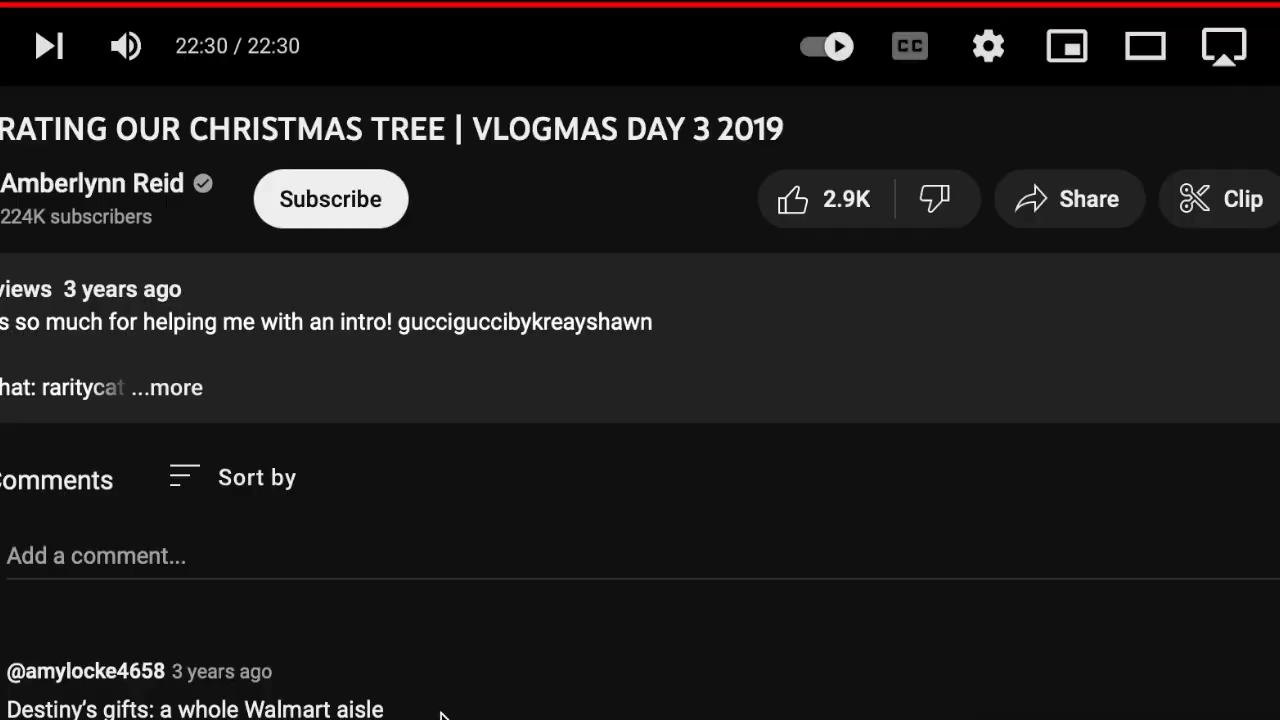 22:30 / 22:30
CC
RATING OUR CHRISTMAS TREE | VLOGMAS DAY 3 2019
Amberlynn Reid
224K subscribers
Subscribe
2.9K
Share
Clip
views 3 years ago
s so much for helping me with an intro! gucciguccibykreayshawn
hat: raritycat ...more
Comments
Sort by
Add a comment...
@amylocke4658 3 years ago
Destiny's gifts: a whole Walmart aisle